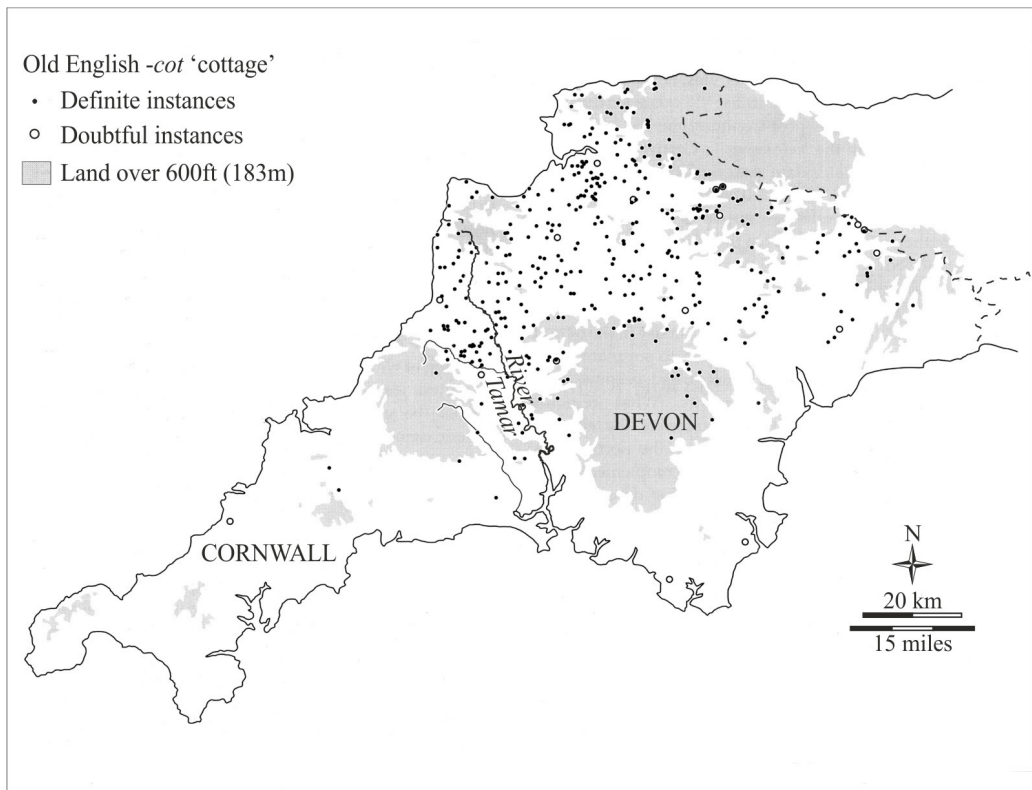 Old English -cot ‘cottage’
Definite instances
Doubtful instances
Land over 600ft (183m)
River
Tamar
DEVON
CORNWALL
N
20 km
15 miles